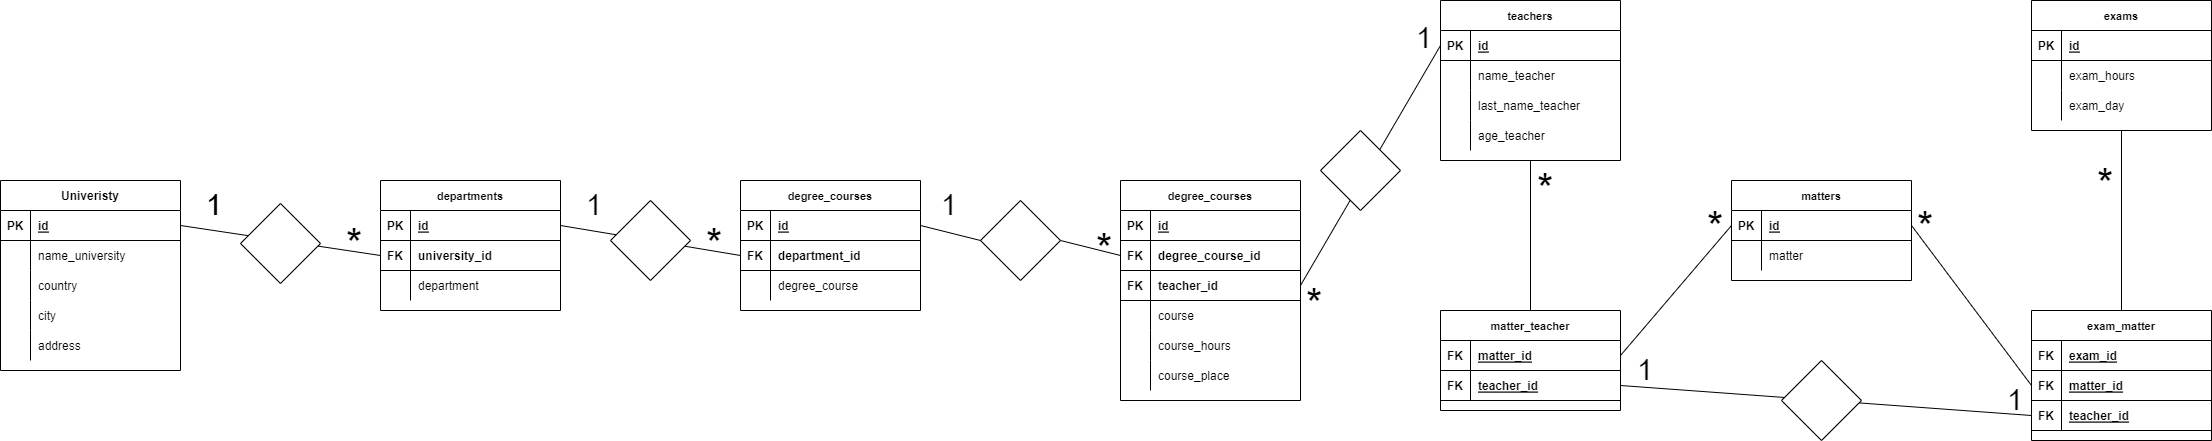 Univeristy
PK id
name_university
country
city
address
1
*
departments
PK id
FK university_id
department
1
*
degree_courses
PK id
FK department_id
degree_course
1
*
degree_courses
PK id
FK degree_course_id
FK teacher_id
course
course_hours
course_place
*
1
teachers
PK id
name_teacher
last_name_teacher
age_teacher
*
matter_teacher
FK matter_id
FK teacher_id
1
*
matters
PK id
matter
*
exams
PK id
exam_hours
exam_day
*
exam_matter
FK exam_id
FK matter_id
FK teacher_id
1